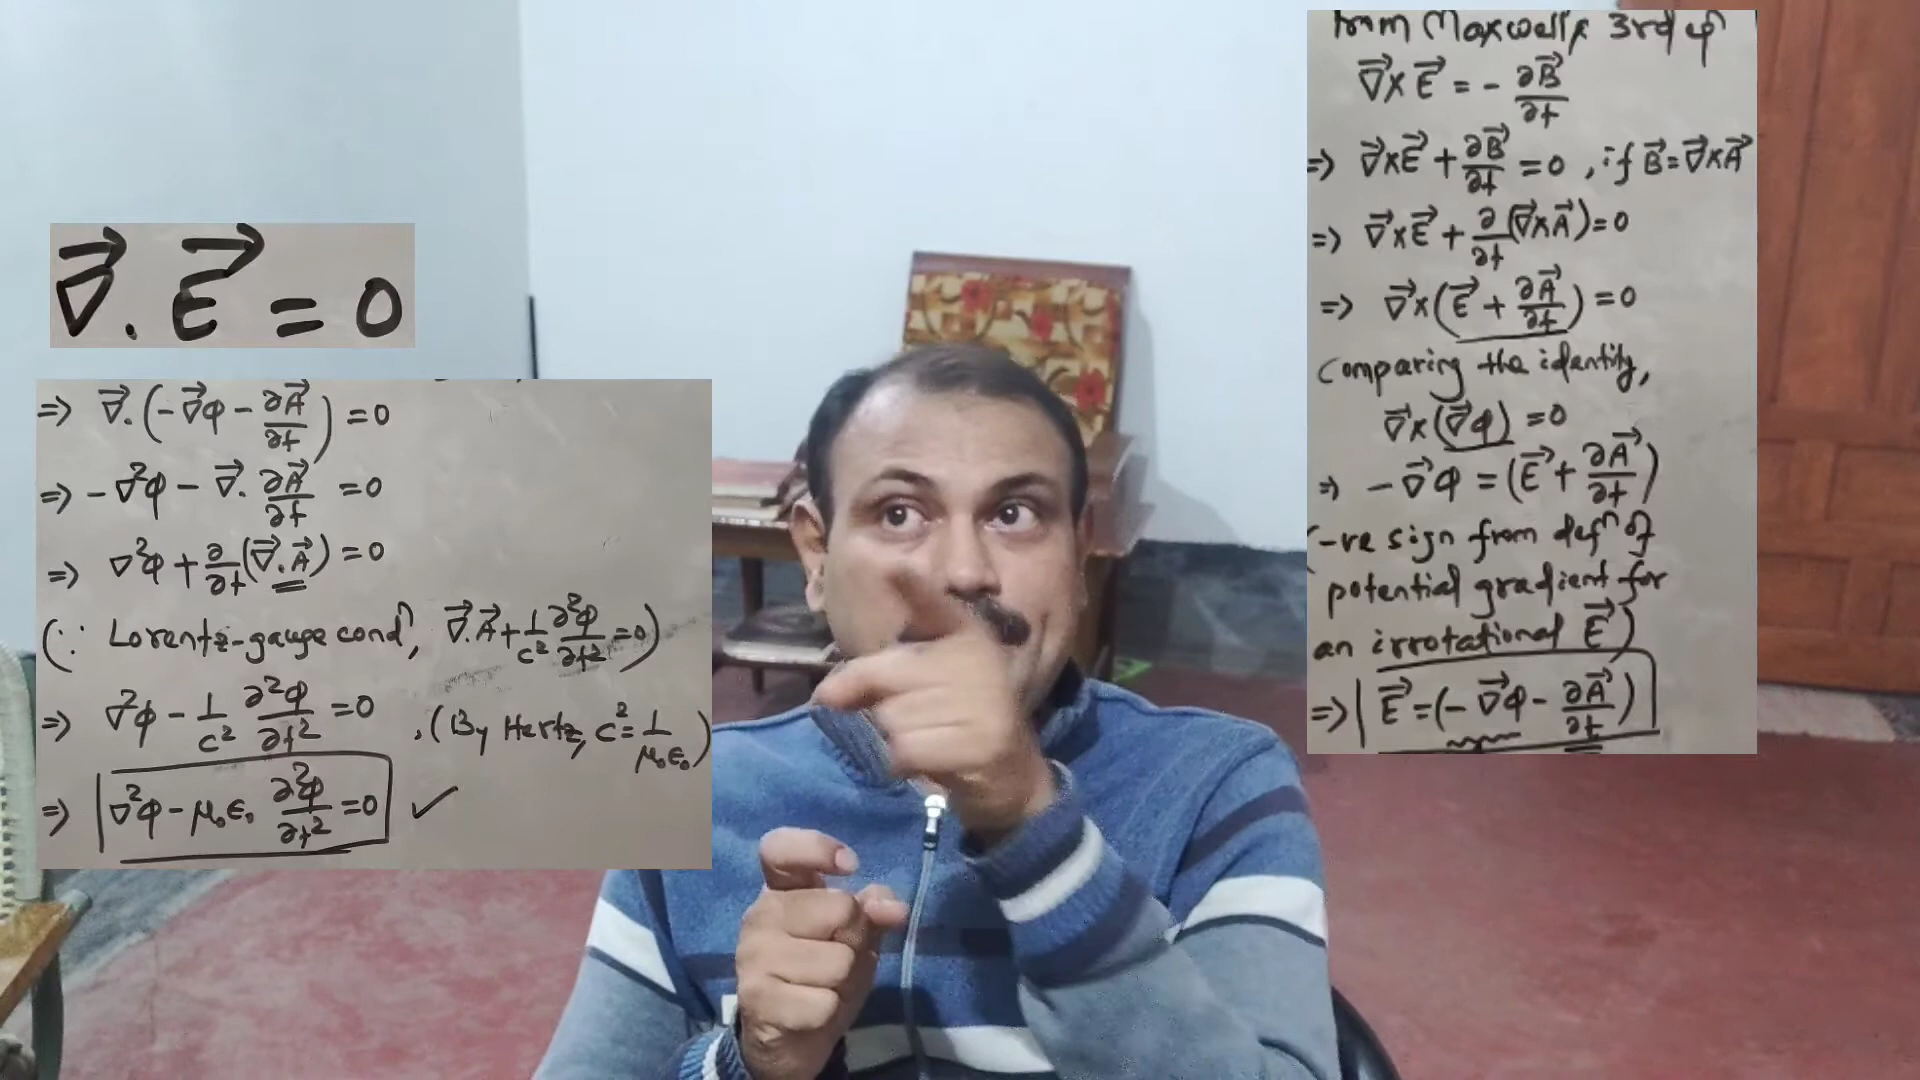 ∇⃗. E⃗ = 0
=> ∇⃗.(-∇⃗φ - ∂A⃗/∂t) = 0
=> -∇²φ - ∇⃗. ∂A⃗/∂t = 0
=> ∇²φ + ∂/∂t(∇⃗.A⃗) = 0
(∵ Lorentz-gauge condⁿ, ∇⃗.A⃗ + 1/c² ∂²φ/∂t² = 0)
=> ∇²φ - 1/c² ∂²φ/∂t² = 0 , (By Hertz, c² = 1/μ₀ε₀)
=> ∇²φ - μ₀ε₀ ∂²φ/∂t² = 0 ✓
from Maxwell's 3rd
∇⃗×E⃗ = - ∂B⃗/∂t
=> ∇⃗×E⃗ + ∂B⃗/∂t = 0 , if B⃗ = ∇⃗×A⃗
=> ∇⃗×E⃗ + ∂/∂t(∇⃗×A⃗) = 0
=> ∇⃗×(E⃗ + ∂A⃗/∂t) = 0
Comparing the identity,
∇⃗×(∇⃗φ) = 0
=> -∇⃗φ = (E⃗ + ∂A⃗/∂t)
(-ve sign from defⁿ of
potential gradient for
an irrotational E⃗)
=> E⃗ = (-∇⃗φ - ∂A⃗/∂t)